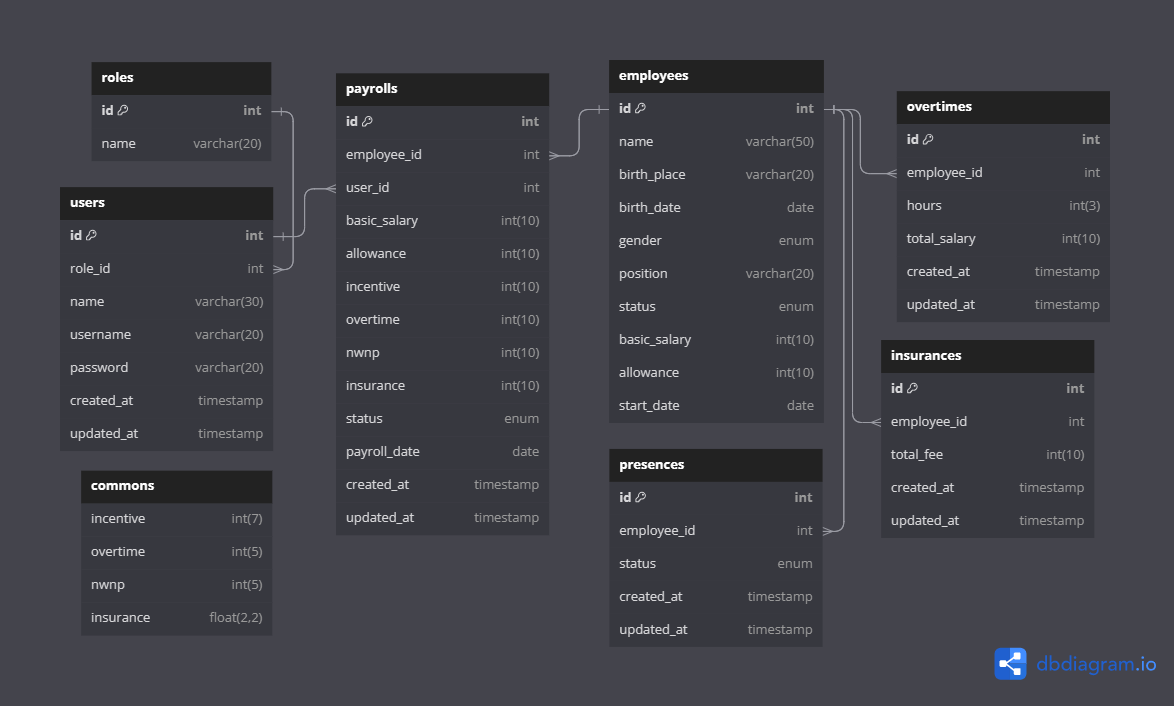 roles
id int
name varchar(20)
users
id int
role_id int
name varchar(30)
username varchar(20)
password varchar(20)
created_at timestamp
updated_at timestamp
commons
incentive int(7)
overtime int(5)
nwnp int(5)
insurance float(2,2)
payrolls
id int
employee_id int
user_id int
basic_salary int(10)
allowance int(10)
incentive int(10)
overtime int(10)
nwnp int(10)
insurance int(10)
status enum
payroll_date date
created_at timestamp
updated_at timestamp
employees
id int
name varchar(50)
birth_place varchar(20)
birth_date date
gender enum
position varchar(20)
status enum
basic_salary int(10)
allowance int(10)
start_date date
presences
id int
employee_id int
status enum
created_at timestamp
updated_at timestamp
overtimes
id int
employee_id int
hours int(3)
total_salary int(10)
created_at timestamp
updated_at timestamp
insurances
id int
employee_id int
total_fee int(10)
created_at timestamp
updated_at timestamp
dbdiagram.io